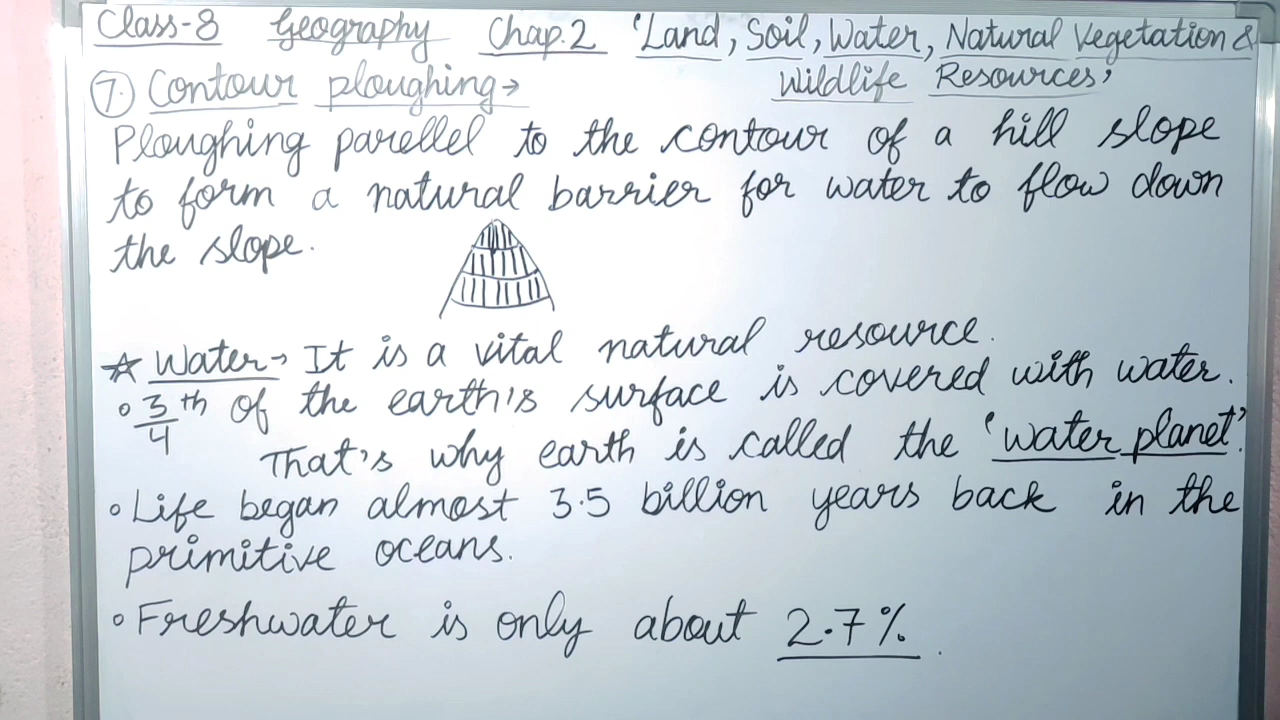 Class-8 Geography Chap.2 'Land, Soil, Water, Natural Vegetation &
Wildlife Resources'
7. Contour ploughing→
Ploughing parellel to the contour of a hill slope
to form a natural barrier for water to flow down
the slope.
☆ Water→ It is a vital natural resource.
○ 3/4 th of the earth's surface is covered with water.
That's why earth is called the 'water planet'.
○ Life began almost 3.5 billion years back in the
primitive oceans.
○ Freshwater is only about 2.7%.